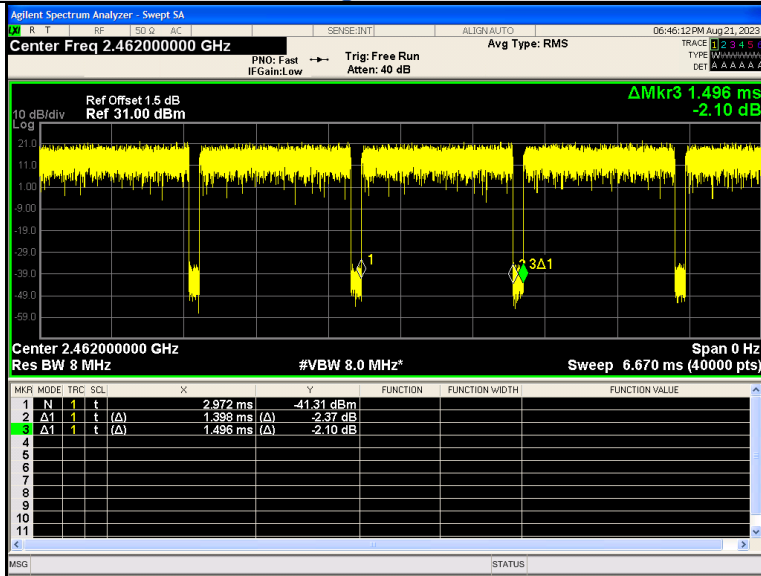 Agilent Spectrum Analyzer - Swept SA
LXI R T RF 50 Ω AC SENSE:INT ALIGN AUTO 06:46:12 PM Aug 21, 2023
Center Freq 2.462000000 GHz Avg Type: RMS TRACE 1 2 3 4 5 6
PNO: Fast Trig: Free Run TYPE
IFGain:Low Atten: 40 dB DET A A A A A
ΔMkr3 1.496 ms
-2.10 dB
Ref Offset 1.5 dB
10 dB/div Ref 31.00 dBm
Log
21.0
11.0
1.00
-9.00
-19.0
-29.0
-39.0
-49.0
-59.0
1
3Δ1
Center 2.462000000 GHz Span 0 Hz
Res BW 8 MHz #VBW 8.0 MHz* Sweep 6.670 ms (40000 pts)
MKR MODE TRC SCL X Y FUNCTION FUNCTION WIDTH FUNCTION VALUE
1 N 1 t 2.972 ms -41.31 dBm
2 Δ1 1 t (Δ) 1.398 ms (Δ) -2.37 dB
3 Δ1 1 t (Δ) 1.496 ms (Δ) -2.10 dB
4
5
6
7
8
9
10
11
MSG STATUS